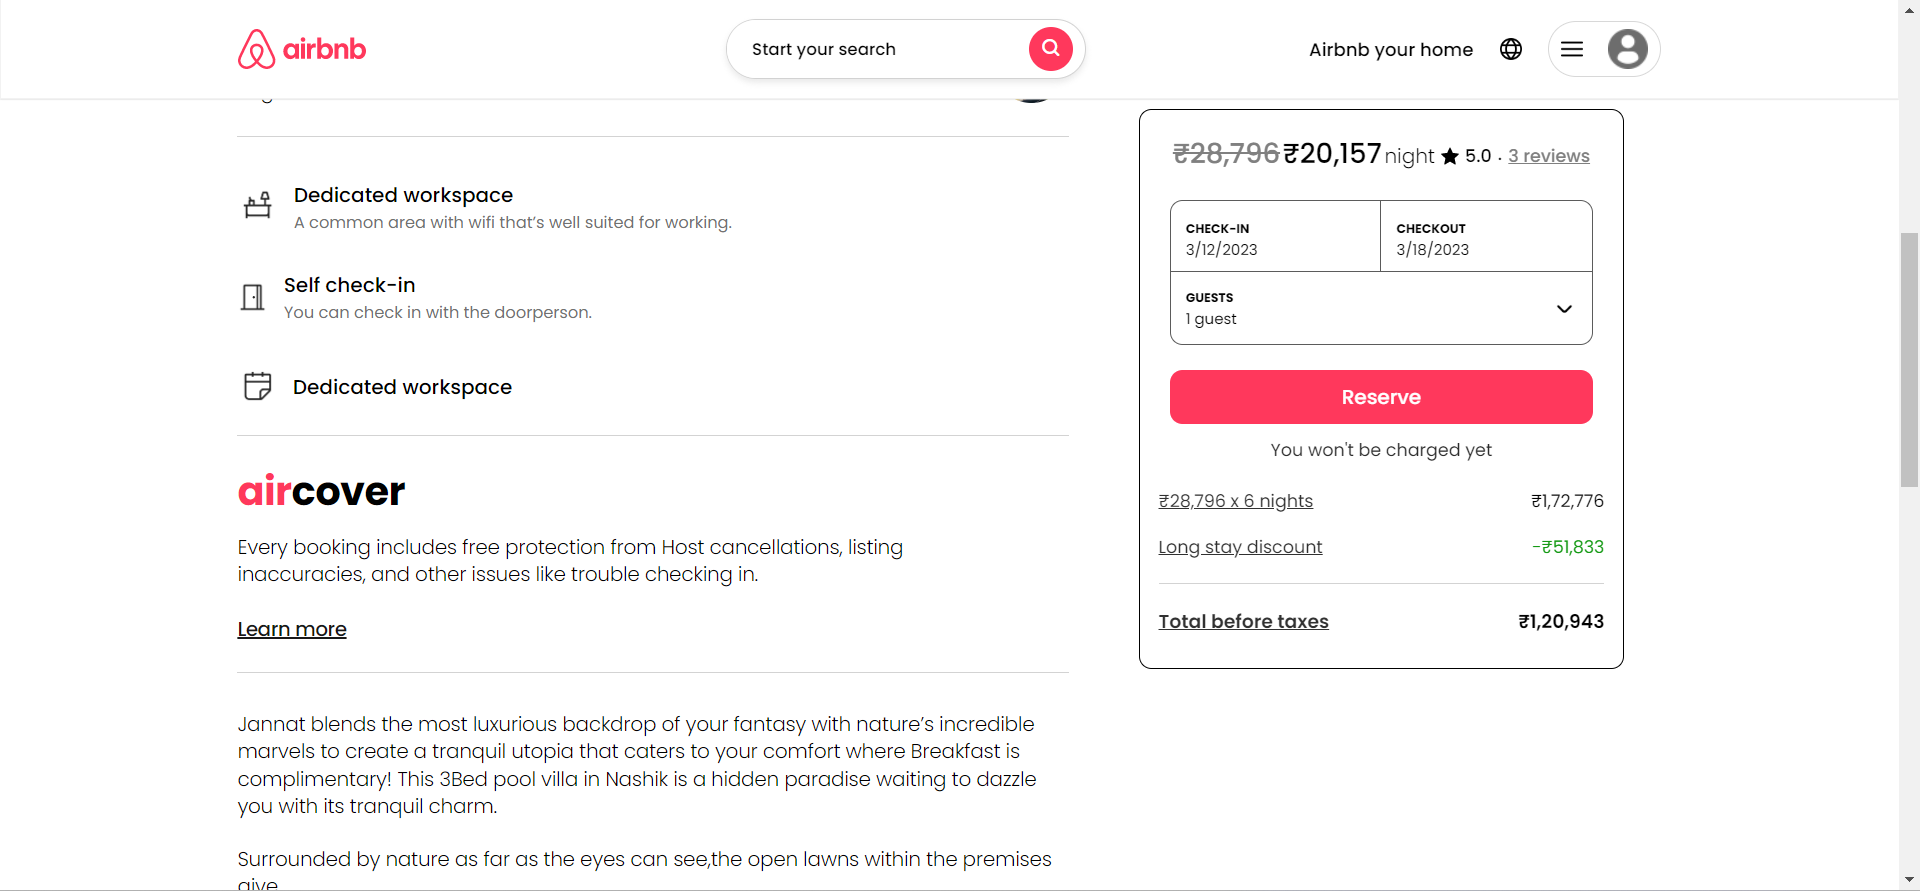 airbnb
Start your search
Airbnb your home
Dedicated workspace
A common area with wifi that’s well suited for working.
Self check-in
You can check in with the doorperson.
Dedicated workspace
aircover
Every booking includes free protection from Host cancellations, listing
inaccuracies, and other issues like trouble checking in.
Learn more
Jannat blends the most luxurious backdrop of your fantasy with nature’s incredible
marvels to create a tranquil utopia that caters to your comfort where Breakfast is
complimentary! This 3Bed pool villa in Nashik is a hidden paradise waiting to dazzle
you with its tranquil charm.
Surrounded by nature as far as the eyes can see,the open lawns within the premises
give
₹28,796 ₹20,157 night ★ 5.0 · 3 reviews
CHECK-IN
3/12/2023
CHECKOUT
3/18/2023
GUESTS
1 guest
Reserve
You won't be charged yet
₹28,796 x 6 nights ₹1,72,776
Long stay discount -₹51,833
Total before taxes ₹1,20,943